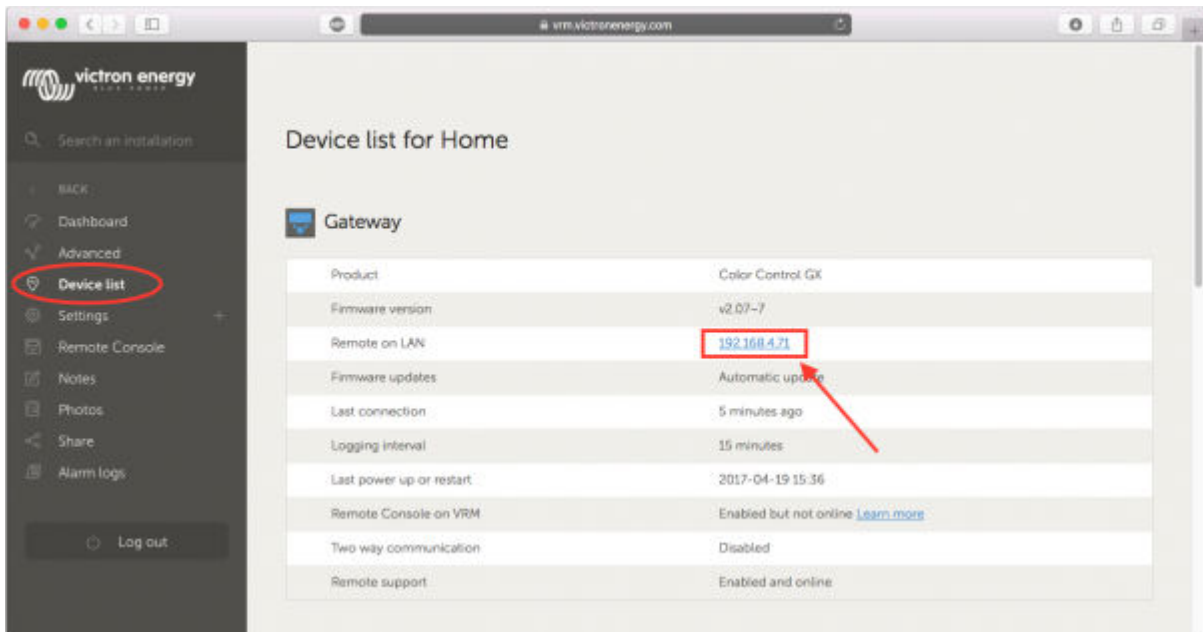 vrm.victronenergy.com
victron energy
BLUE POWER
Search an installation
BACK
Dashboard
Advanced
Device list
Settings
Remote Console
Notes
Photos
Share
Alarm logs
Log out
Device list for Home
Gateway
Product Color Control GX
Firmware version v2.07~7
Remote on LAN 192.168.4.71
Firmware updates Automatic update
Last connection 5 minutes ago
Logging interval 15 minutes
Last power up or restart 2017-04-19 15:36
Remote Console on VRM Enabled but not online Learn more
Two way communication Disabled
Remote support Enabled and online